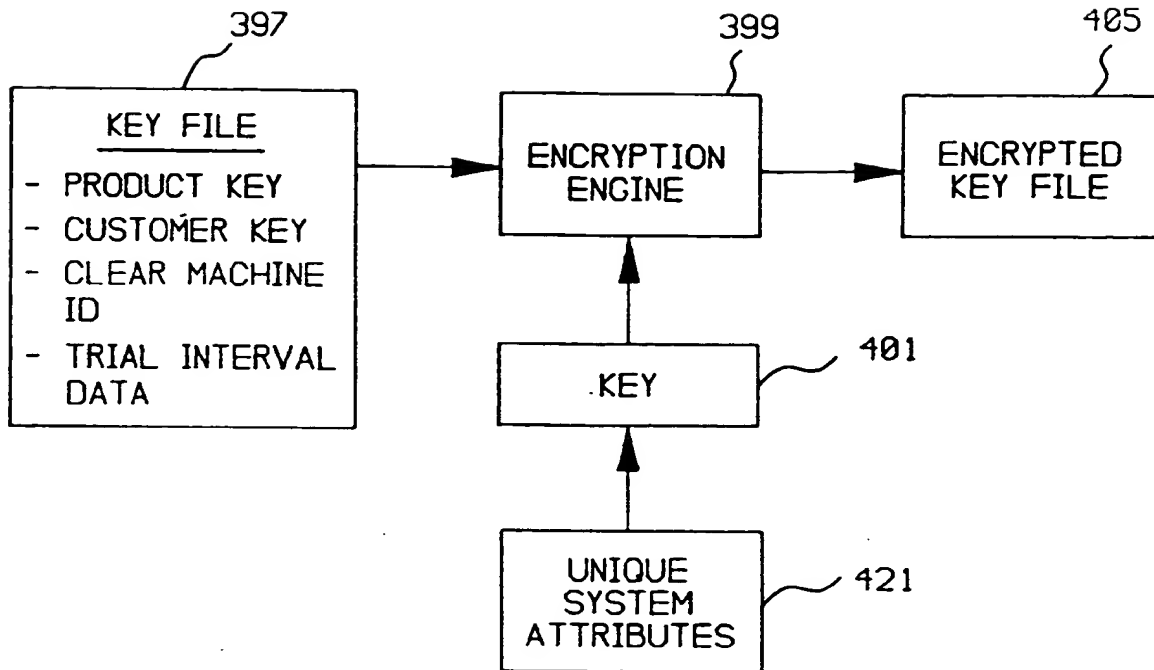 397
399
405
KEY FILE
- PRODUCT KEY
- CUSTOMER KEY
- CLEAR MACHINE
ID
- TRIAL INTERVAL
DATA
ENCRYPTION
ENGINE
ENCRYPTED
KEY FILE
KEY
401
UNIQUE
SYSTEM
ATTRIBUTES
421